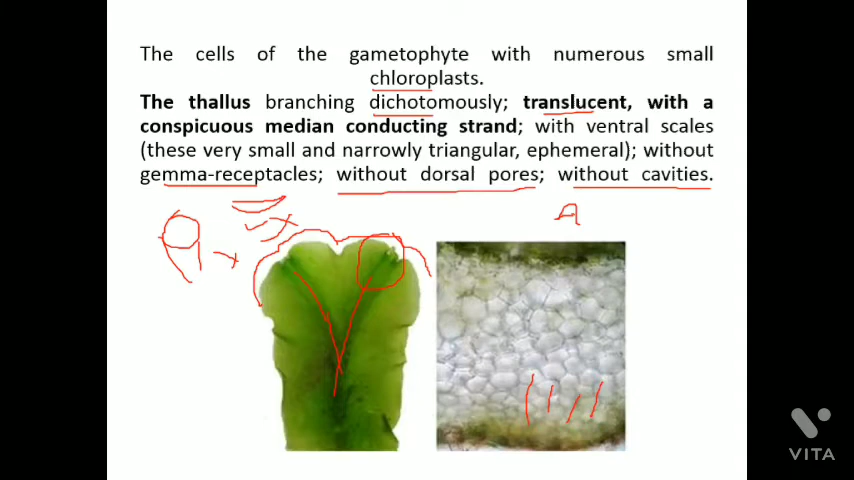 The cells of the gametophyte with numerous small
chloroplasts.
The thallus branching dichotomously; translucent, with a
conspicuous median conducting strand; with ventral scales
(these very small and narrowly triangular, ephemeral); without
gemma-receptacles; without dorsal pores; without cavities.
A
VITA